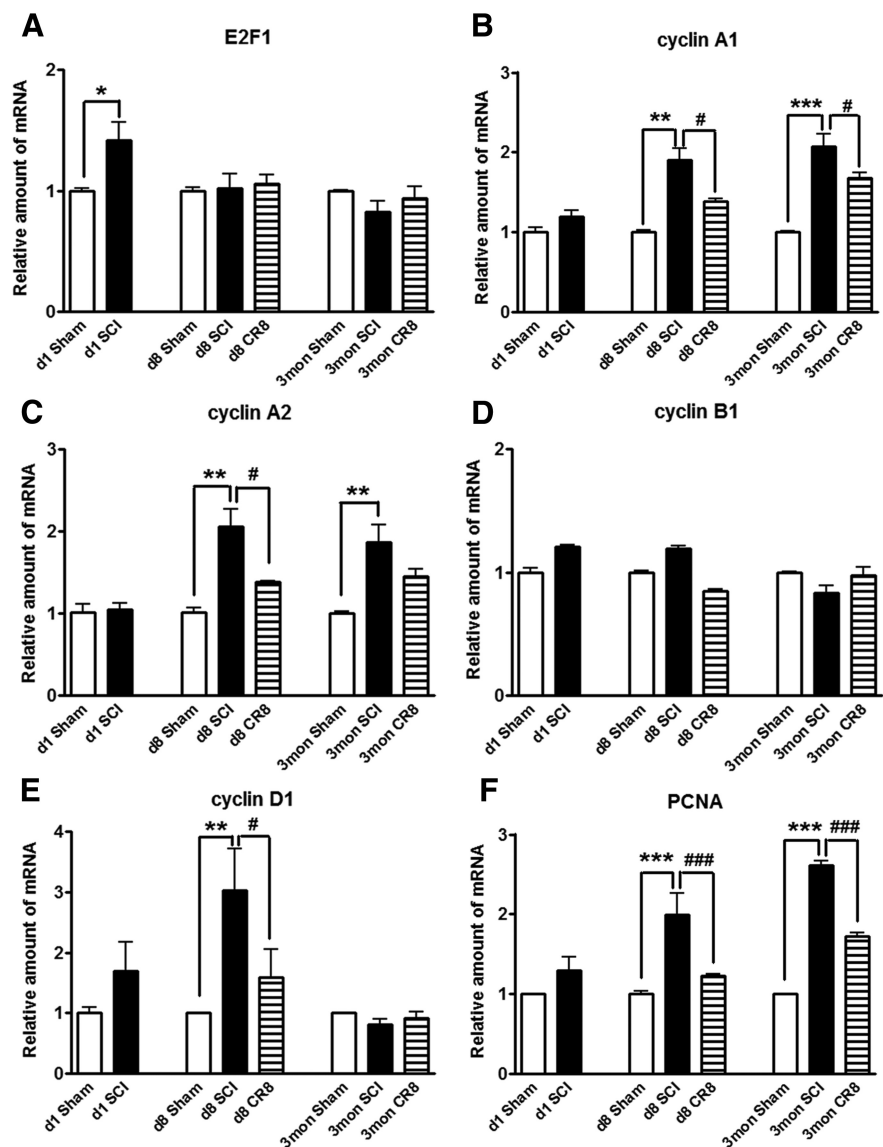 A
E2F1
Relative amount of mRNA
2
1
0
*
d1 Sham
d1 SCI
d8 Sham
d8 SCI
d8 CR8
3mon Sham
3mon SCI
3mon CR8
B
cyclin A1
Relative amount of mRNA
3
2
1
0
** #
*** #
d1 Sham
d1 SCI
d8 Sham
d8 SCI
d8 CR8
3mon Sham
3mon SCI
3mon CR8
C
cyclin A2
Relative amount of mRNA
3
2
1
0
** #
**
d1 Sham
d1 SCI
d8 Sham
d8 SCI
d8 CR8
3mon Sham
3mon SCI
3mon CR8
D
cyclin B1
Relative amount of mRNA
2
1
0
d1 Sham
d1 SCI
d8 Sham
d8 SCI
d8 CR8
3mon Sham
3mon SCI
3mon CR8
E
cyclin D1
Relative amount of mRNA
4
3
2
1
0
** #
d1 Sham
d1 SCI
d8 Sham
d8 SCI
d8 CR8
3mon Sham
3mon SCI
3mon CR8
F
PCNA
Relative amount of mRNA
3
2
1
0
*** ###
*** ###
d1 Sham
d1 SCI
d8 Sham
d8 SCI
d8 CR8
3mon Sham
3mon SCI
3mon CR8